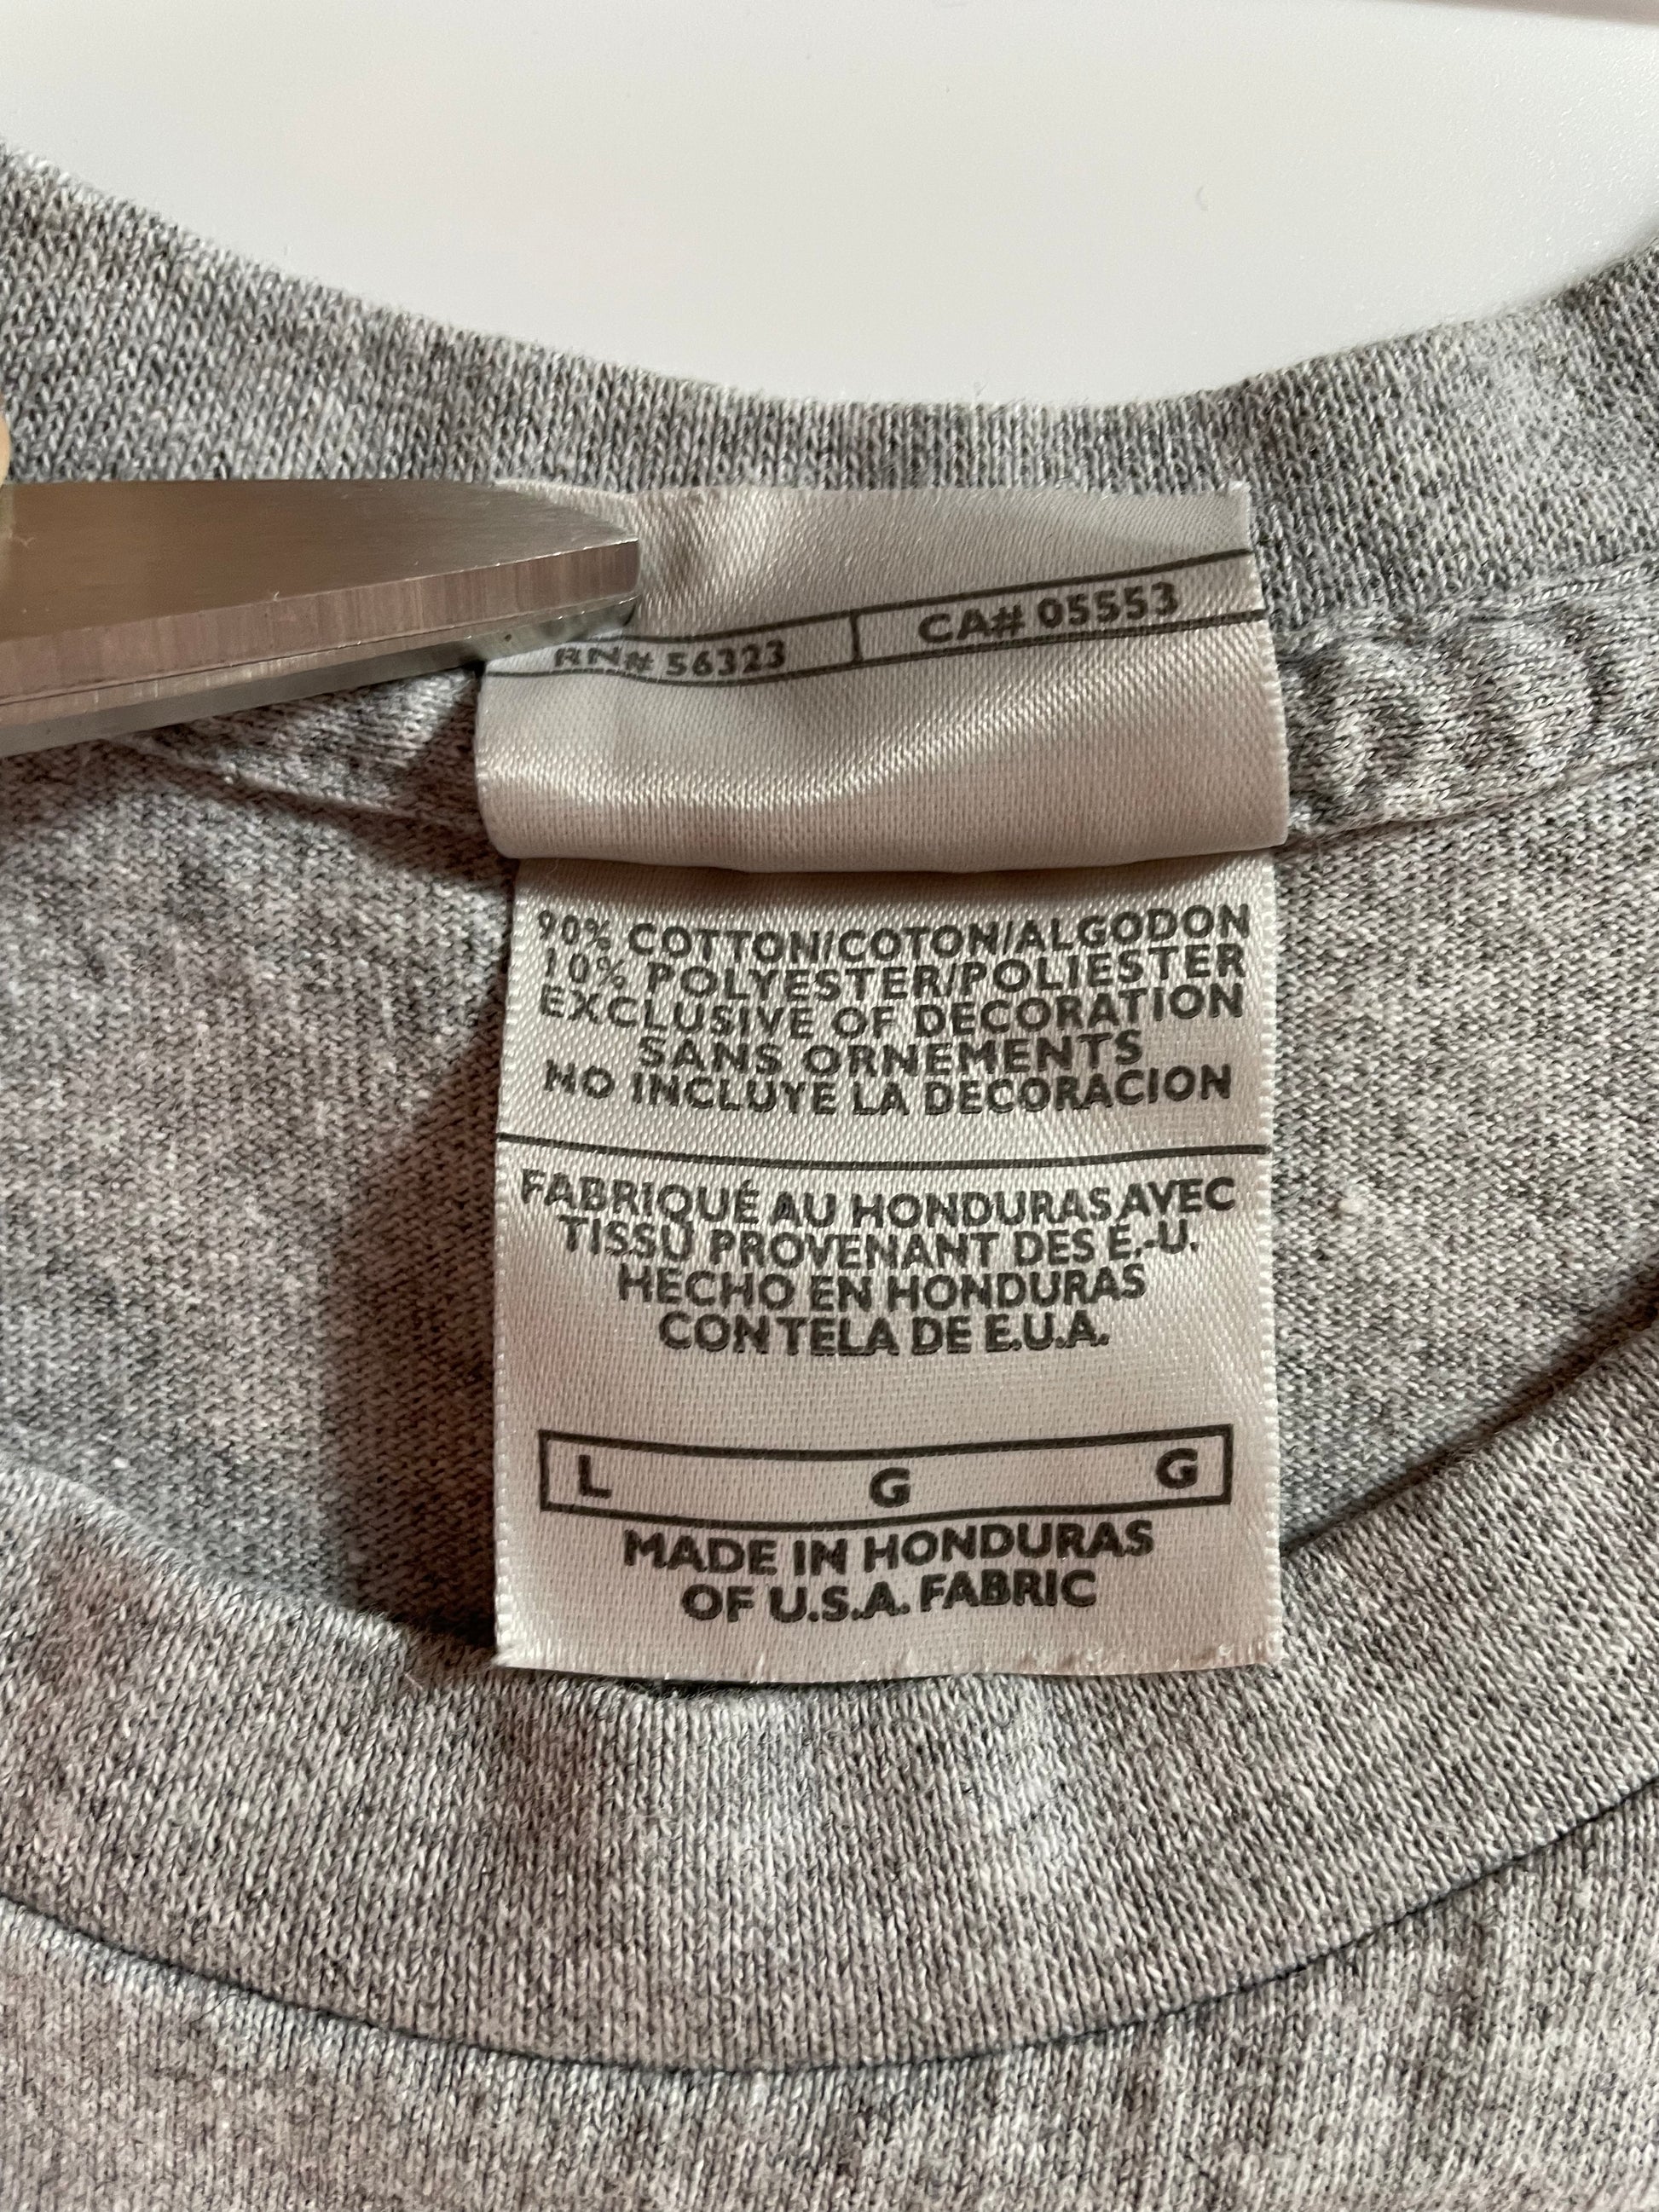 RN# 56323 CA# 05553
90% COTTON/COTON/ALGODON
10% POLYESTER/POLIESTER
EXCLUSIVE OF DECORATION
SANS ORNEMENTS
NO INCLUYE LA DECORACION
FABRIQUÉ AU HONDURAS AVEC
TISSU PROVENANT DES É.-U.
HECHO EN HONDURAS
CON TELA DE E.U.A.
L G G
MADE IN HONDURAS
OF U.S.A. FABRIC